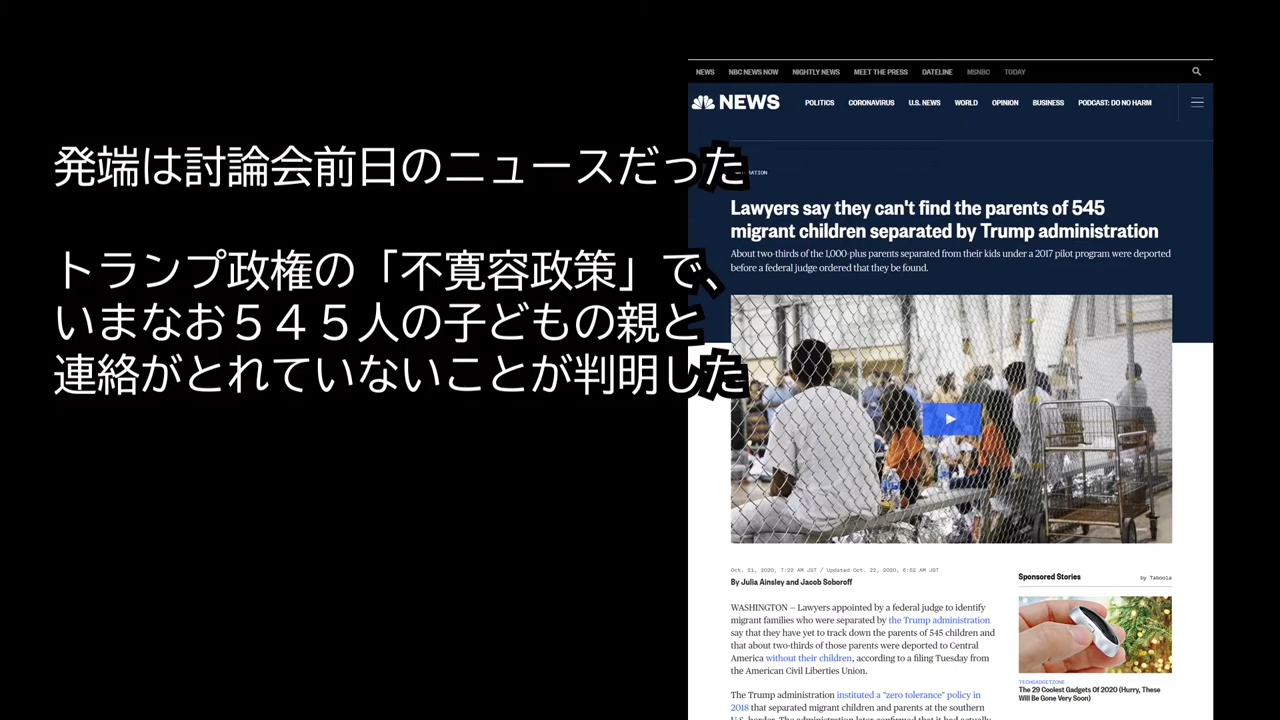 発端は討論会前日のニュースだった
トランプ政権の「不寛容政策」で、
いまなお５４５人の子どもの親と
連絡がとれていないことが判明した
NEWS NBC NEWS NOW NIGHTLY NEWS MEET THE PRESS DATELINE MSNBC TODAY
NEWS POLITICS CORONAVIRUS U.S. NEWS WORLD OPINION BUSINESS PODCAST: DO NO HARM
Lawyers say they can't find the parents of 545
migrant children separated by Trump administration
About two-thirds of the 1,000-plus parents separated from their kids under a 2017 pilot program were deported
before a federal judge ordered that they be found.
Oct. 21, 2020, 7:22 AM JST / Updated Oct. 22, 2020, 6:52 AM JST
By Julia Ainsley and Jacob Soboroff
WASHINGTON — Lawyers appointed by a federal judge to identify
migrant families who were separated by the Trump administration
say that they have yet to track down the parents of 545 children and
that about two-thirds of those parents were deported to Central
America without their children, according to a filing Tuesday from
the American Civil Liberties Union.
The Trump administration instituted a "zero tolerance" policy in
2018 that separated migrant children and parents at the southern
Sponsored Stories
by Taboola
TECHGADGETZONE
The 29 Coolest Gadgets Of 2020 (Hurry, These
Will Be Gone Very Soon)